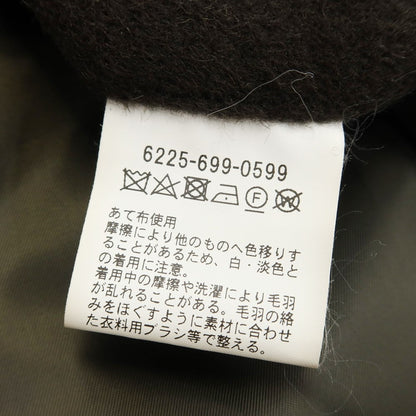 6225-699-0599
F W
あて布使用
摩擦により他のものへ色移りす
ることがあるため、白・淡色と
の着用に注意。
着用中の摩擦や洗濯により毛羽
が乱れることがある。毛羽の絡
みをほぐすように素材に合わせ
た衣料用ブラシ等で整える。